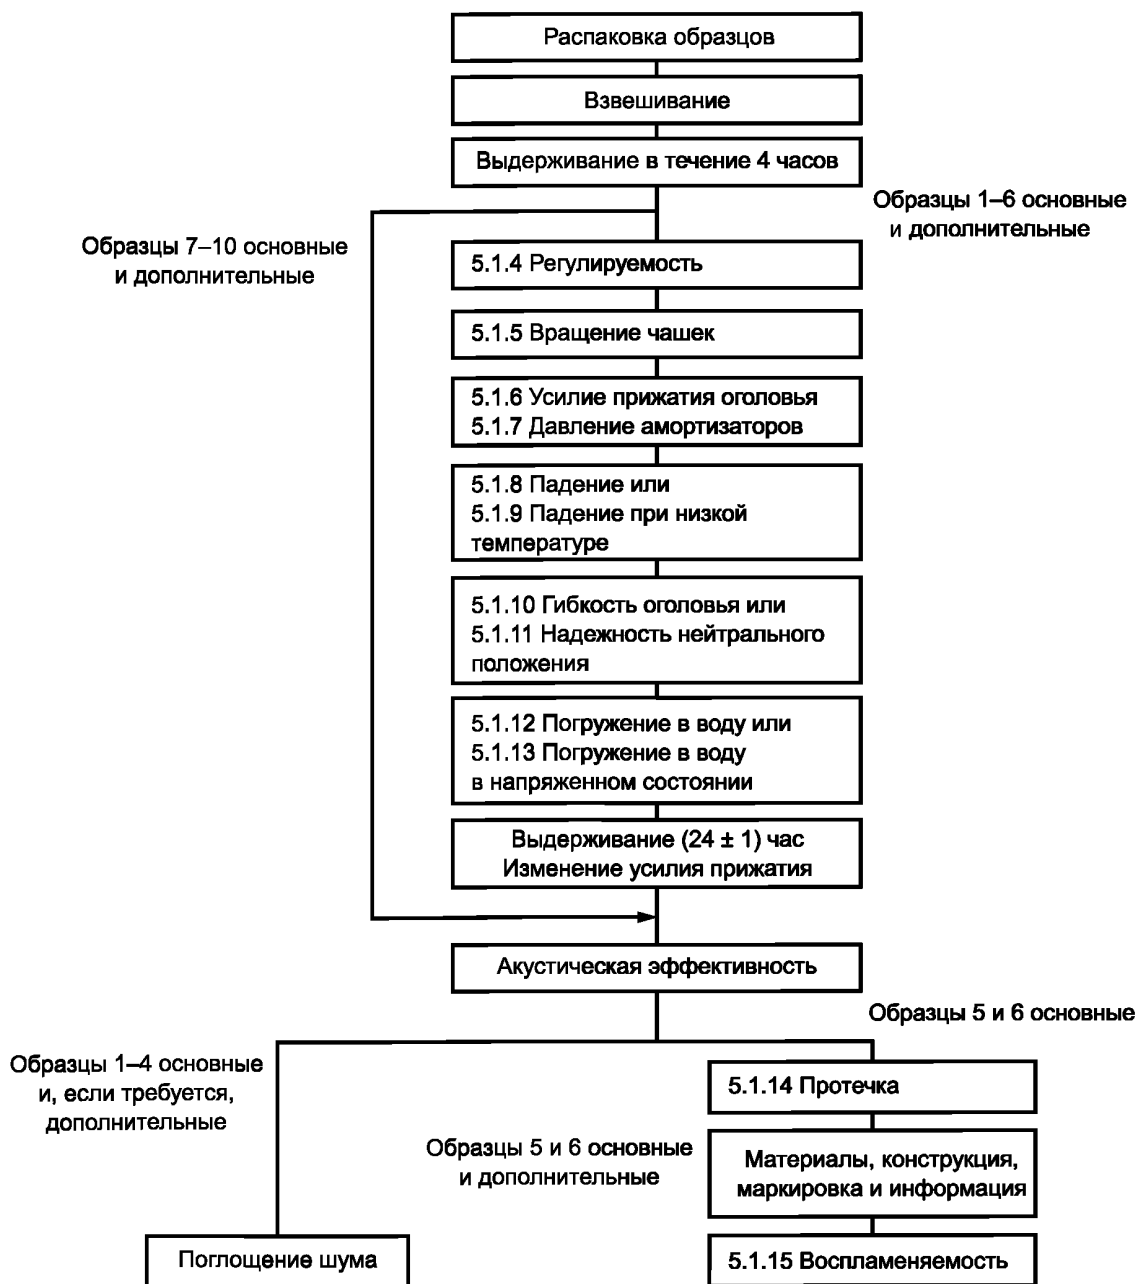 Распаковка образцов
Взвешивание
Выдерживание в течение 4 часов
Образцы 1–6 основные
и дополнительные
Образцы 7–10 основные
и дополнительные
5.1.4 Регулируемость
5.1.5 Вращение чашек
5.1.6 Усилие прижатия оголовья
5.1.7 Давление амортизаторов
5.1.8 Падение или
5.1.9 Падение при низкой
температуре
5.1.10 Гибкость оголовья или
5.1.11 Надежность нейтрального
положения
5.1.12 Погружение в воду или
5.1.13 Погружение в воду
в напряженном состоянии
Выдерживание (24 ± 1) час
Изменение усилия прижатия
Акустическая эффективность
Образцы 5 и 6 основные
Образцы 1–4 основные
и, если требуется,
дополнительные
5.1.14 Протечка
Образцы 5 и 6 основные
и дополнительные
Материалы, конструкция,
маркировка и информация
Поглощение шума
5.1.15 Воспламеняемость